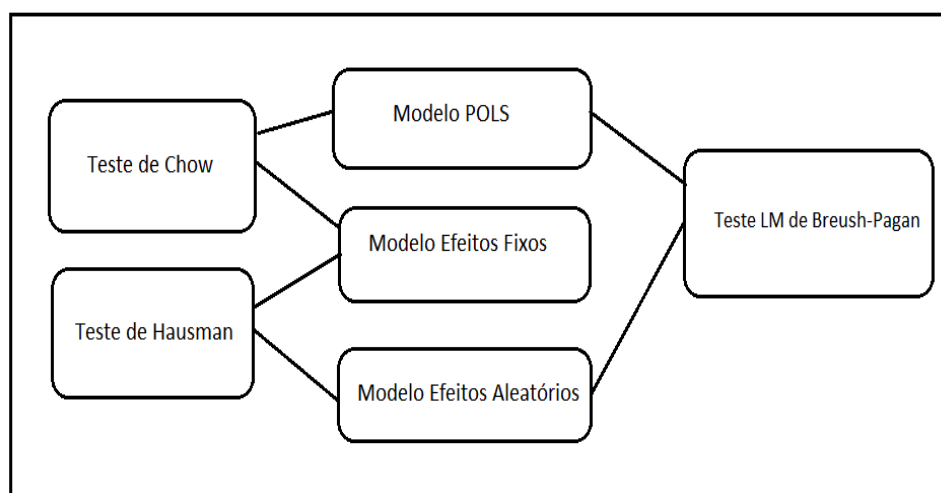 Teste de Chow
Teste de Hausman
Modelo POLS
Modelo Efeitos Fixos
Modelo Efeitos Aleatórios
Teste LM de Breush-Pagan